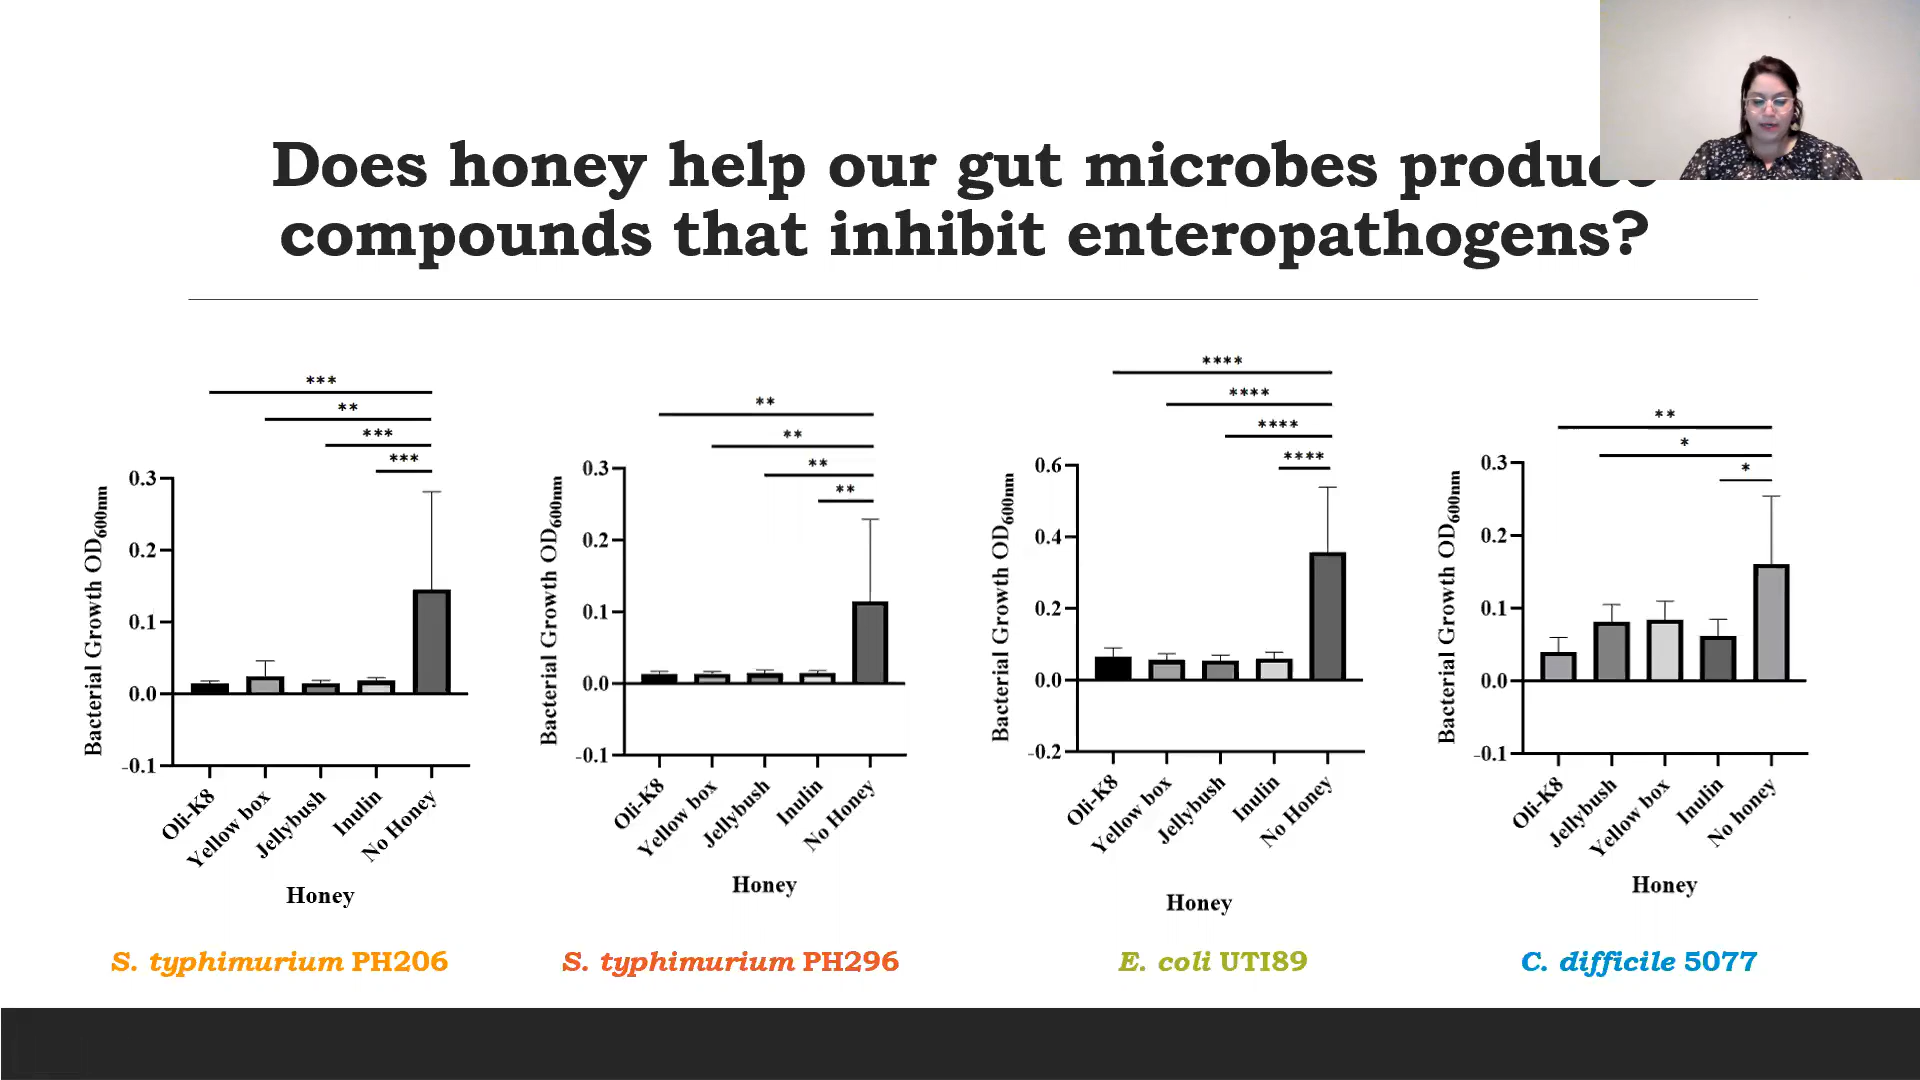 Does honey help our gut microbes produce
compounds that inhibit enteropathogens?
***
**
***
***
0.3
0.2
0.1
0.0
-0.1
Bacterial Growth OD600nm
Oli-K8
Yellow box
Jellybush
Inulin
No Honey
Honey
S. typhimurium PH206
**
**
**
**
0.3
0.2
0.1
0.0
-0.1
Bacterial Growth OD600nm
Oli-K8
Yellow box
Jellybush
Inulin
No Honey
Honey
S. typhimurium PH296
****
****
****
****
0.6
0.4
0.2
0.0
-0.2
Bacterial Growth OD600nm
Oli-K8
Yellow box
Jellybush
Inulin
No Honey
Honey
E. coli UTI89
**
*
*
0.3
0.2
0.1
0.0
-0.1
Bacterial Growth OD600nm
Oli-K8
Jellybush
Yellow box
Inulin
No honey
Honey
C. difficile 5077